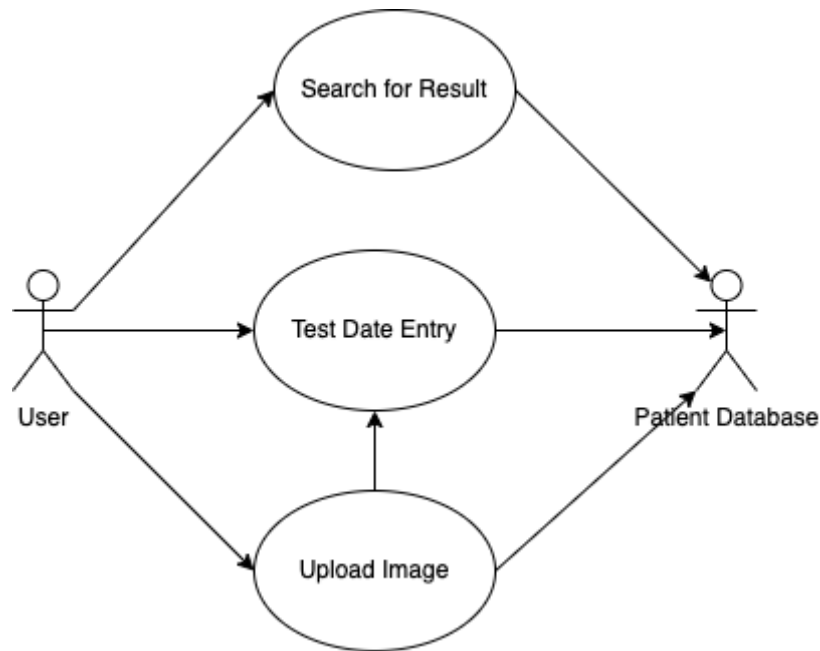 Search for Result
Test Date Entry
User
Patient Database
Upload Image